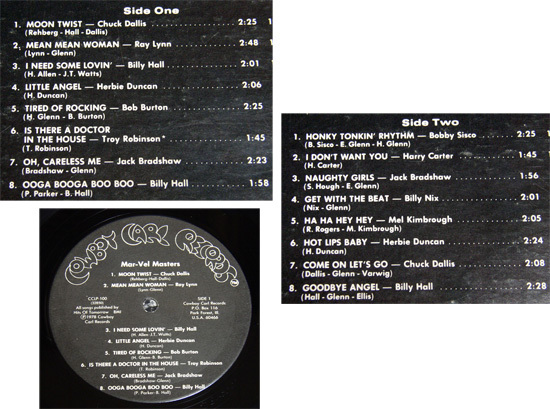 Side One
1. MOON TWIST — Chuck Dallis .......... 2:25
(Rehberg - Hall - Dallis)
2. MEAN MEAN WOMAN — Ray Lynn .......... 2:48
(Lynn - Glenn)
3. I NEED SOME LOVIN' — Billy Hall .......... 2:01
(H. Allen - J.T. Watts)
4. LITTLE ANGEL — Herbie Duncan .......... 2:06
(H. Duncan)
5. TIRED OF ROCKING — Bob Burton .......... 2:25
(H. Glenn - B. Burton)
6. IS THERE A DOCTOR
IN THE HOUSE — Troy Robinson* .......... 1:45
(T. Robinson)
7. OH, CARELESS ME — Jack Bradshaw .......... 2:23
(Bradshaw - Glenn)
8. OOGA BOOGA BOO BOO — Billy Hall .......... 1:58
(P. Parker - B. Hall)
Side Two
1. HONKY TONKIN' RHYTHM — Bobby Sisco .......... 2:25
(B. Sisco - E. Glenn - H. Glenn)
2. I DON'T WANT YOU — Harry Carter .......... 1:45
(H. Carter)
3. NAUGHTY GIRLS — Jack Bradshaw .......... 1:56
(S. Hough - E. Glenn)
4. GET WITH THE BEAT — Billy Nix .......... 2:01
(Nix - Glenn)
5. HA HA HEY HEY — Mel Kimbrough .......... 2:05
(R. Rogers - M. Kimbrough)
6. HOT LIPS BABY — Herbie Duncan .......... 2:24
(H. Duncan)
7. COME ON LET'S GO — Chuck Dallis .......... 2:08
(Dallis - Glenn - Varwig)
8. GOODBYE ANGEL — Billy Hall .......... 2:28
(Hall - Glenn - Ellis)
COWBOY CARL RECORDS
TM
Mar-Vel Masters
1. MOON TWIST — Chuck Dallis
(Rehberg-Hall-Dallis)
2. MEAN MEAN WOMAN — Ray Lynn
(Lynn-Glenn)
CCLP-100
All songs published by
Hits Of Tomorrow BMI
Ⓟ1978 Cowboy
Carl Records
SIDE 1
Cowboy Carl Records
P.O. Box 116
Park Forest, Ill.
U.S.A. 60466
3. I NEED SOME LOVIN' — Billy Hall
(H. Allen-J.T. Watts)
4. LITTLE ANGEL — Herbie Duncan
(H. Duncan)
5. TIRED OF ROCKING — Bob Burton
(H. Glenn-B. Burton)
6. IS THERE A DOCTOR IN THE HOUSE — Troy Robinson
(T. Robinson)
7. OH, CARELESS ME — Jack Bradshaw
(Bradshaw-Glenn)
8. OOGA BOOGA BOO BOO — Billy Hall
(P. Parker-B. Hall)